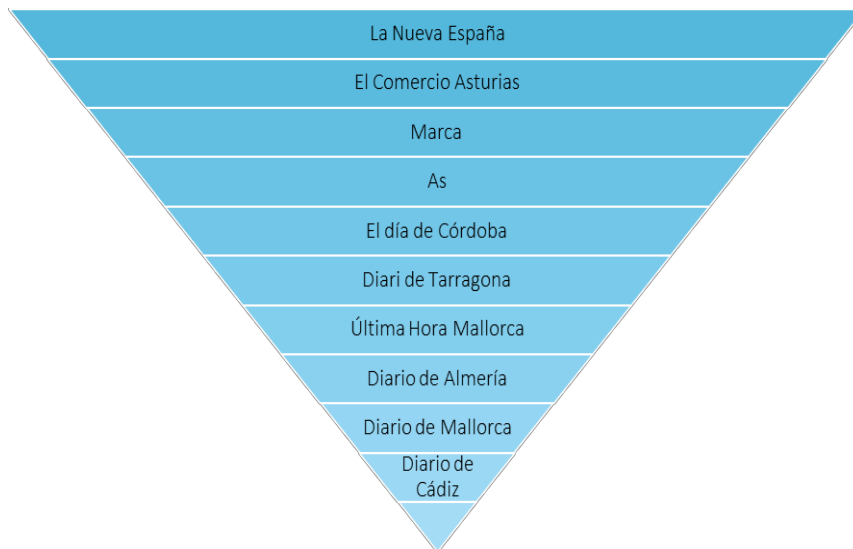 La Nueva España
El Comercio Asturias
Marca
As
El día de Córdoba
Diari de Tarragona
Última Hora Mallorca
Diario de Almería
Diario de Mallorca
Diario de
Cádiz